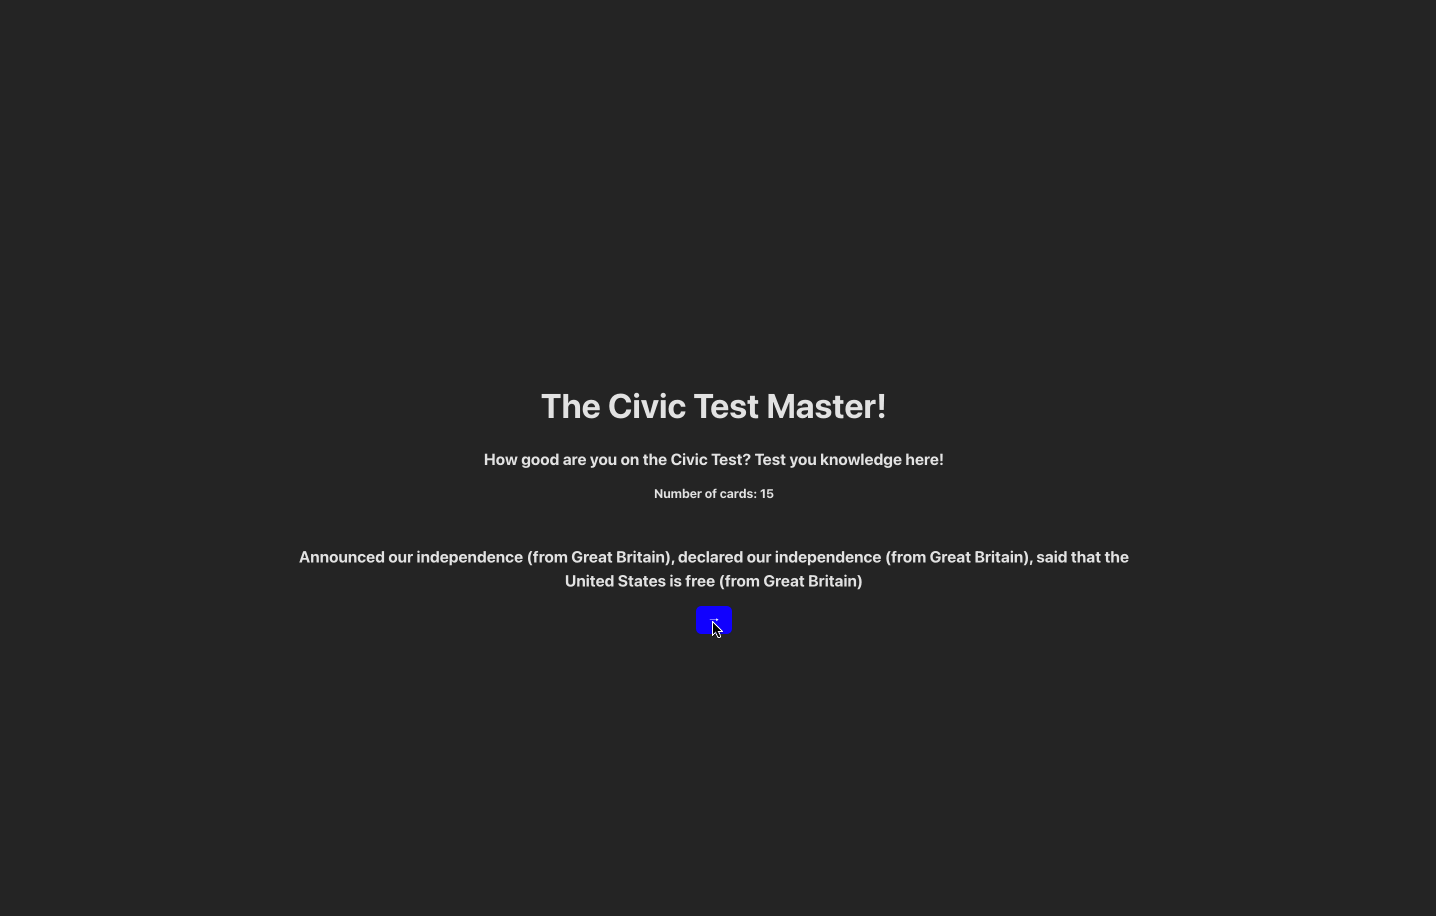 The Civic Test Master!
How good are you on the Civic Test? Test you knowledge here!
Number of cards: 15
Announced our independence (from Great Britain), declared our independence (from Great Britain), said that the
United States is free (from Great Britain)
→